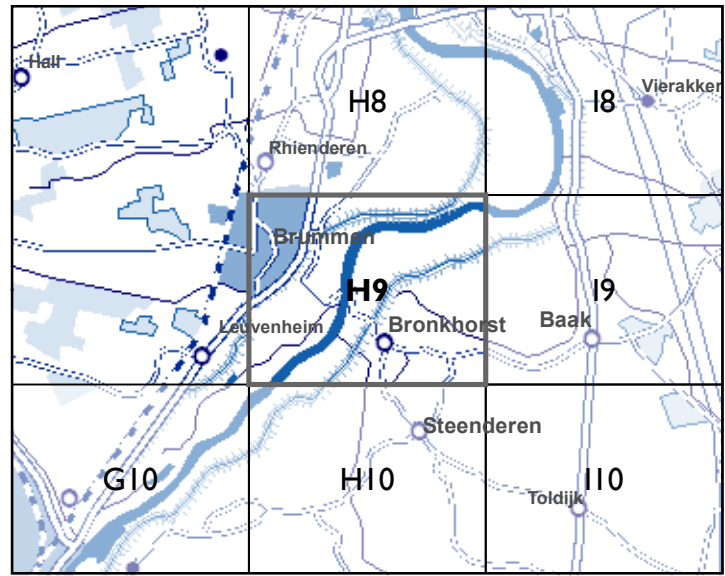 Hall
H8
I8
Vierakker
Rhienderen
Brummen
H9
I9
Leuvenheim
Bronkhorst
Baak
Steenderen
G10
H10
I10
Toldijk